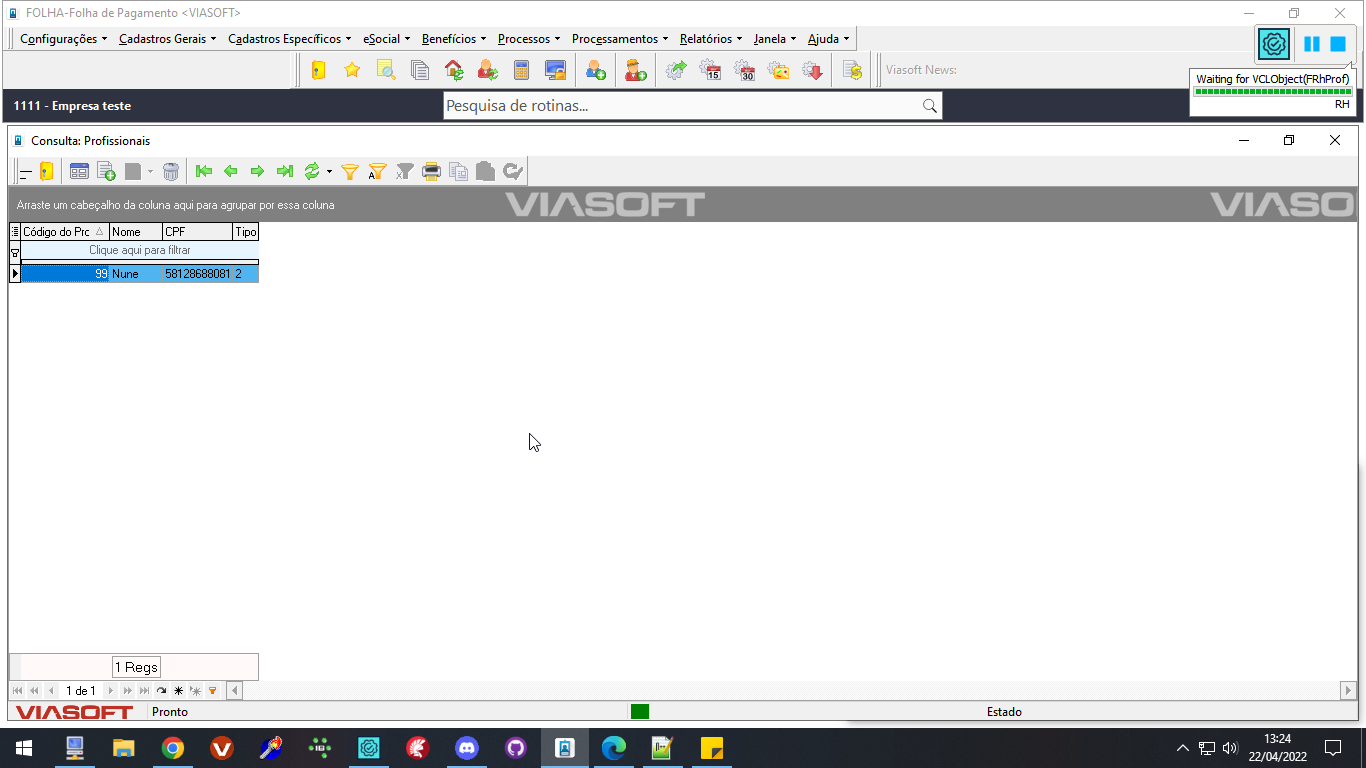 FOLHA-Folha de Pagamento <VIASOFT>
Configurações Cadastros Gerais Cadastros Específicos eSocial Benefícios Processos Processamentos Relatórios Janela Ajuda
15 30 Viasoft News:
Waiting for VCLObject(FRhProf)
RH
1111 - Empresa teste
Pesquisa de rotinas...
Consulta: Profissionais
Arraste um cabeçalho da coluna aqui para agrupar por essa coluna
VIASOFT VIASO
Código do Prc Nome CPF Tipo
Clique aqui para filtrar
99 Nune 58128688081 2
1 Regs
1 de 1
VIASOFT Pronto Estado
13:24
22/04/2022